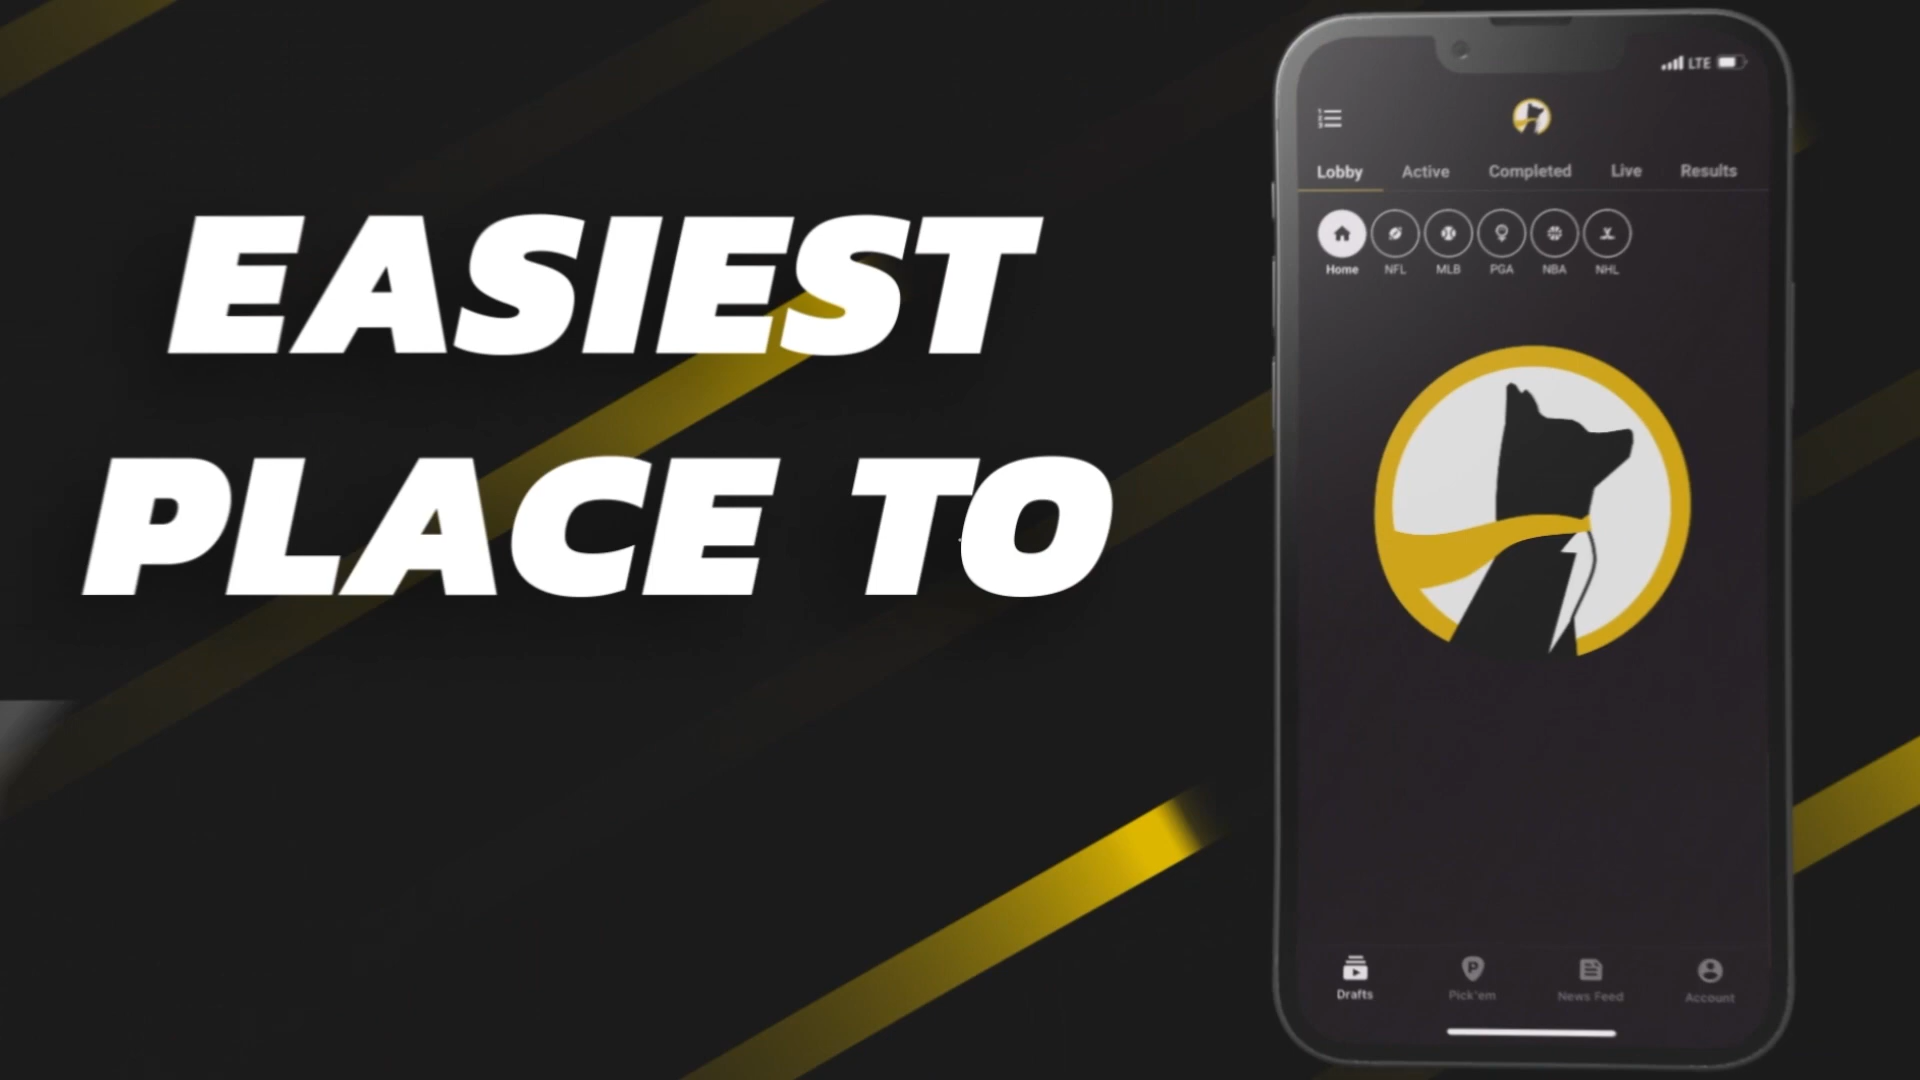 EASIEST
PLACE TO
LTE
Lobby Active Completed Live Results
Home NFL MLB PGA NBA NHL
Drafts Pick'em News Feed Account